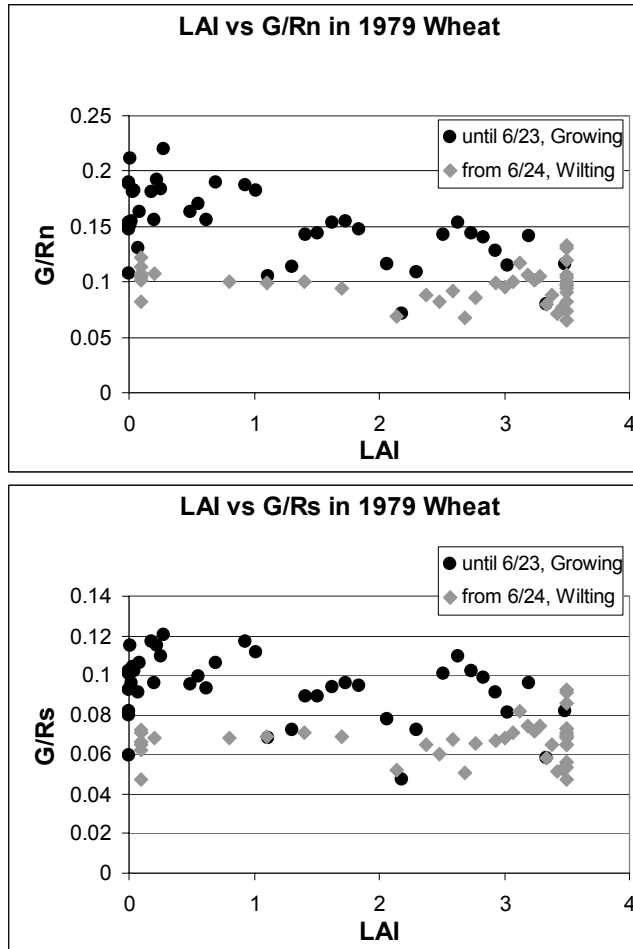 LAI vs G/Rn in 1979 Wheat
until 6/23, Growing
from 6/24, Wilting
0.25
0.2
0.15
0.1
0.05
0
G/Rn
0 1 2 3 4
LAI
LAI vs G/Rs in 1979 Wheat
until 6/23, Growing
from 6/24, Wilting
0.14
0.12
0.1
0.08
0.06
0.04
0.02
0
G/Rs
0 1 2 3 4
LAI